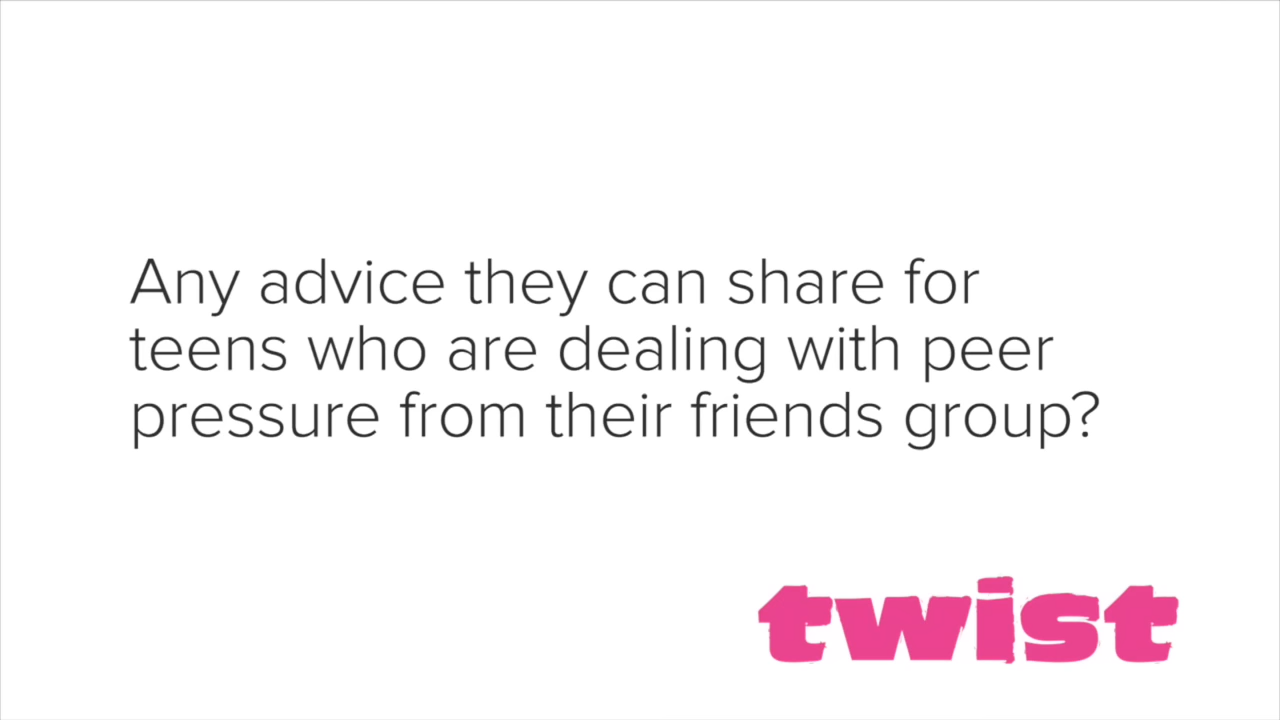 Any advice they can share for
teens who are dealing with peer
pressure from their friends group?
twist